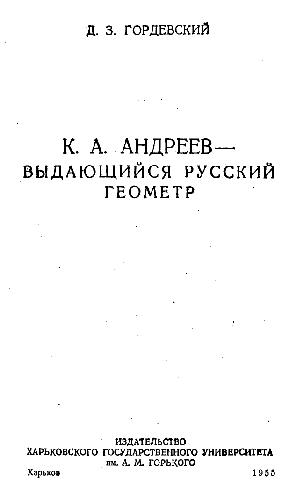 Д. З. ГОРДЕВСКИЙ
К. А. АНДРЕЕВ—
ВЫДАЮЩИЙСЯ РУССКИЙ
ГЕОМЕТР
ИЗДАТЕЛЬСТВО
ХАРЬКОВСКОГО ГОСУДАРСТВЕННОГО УНИВЕРСИТЕТА
им. А. М. ГОРЬКОГО
Харьков 1955